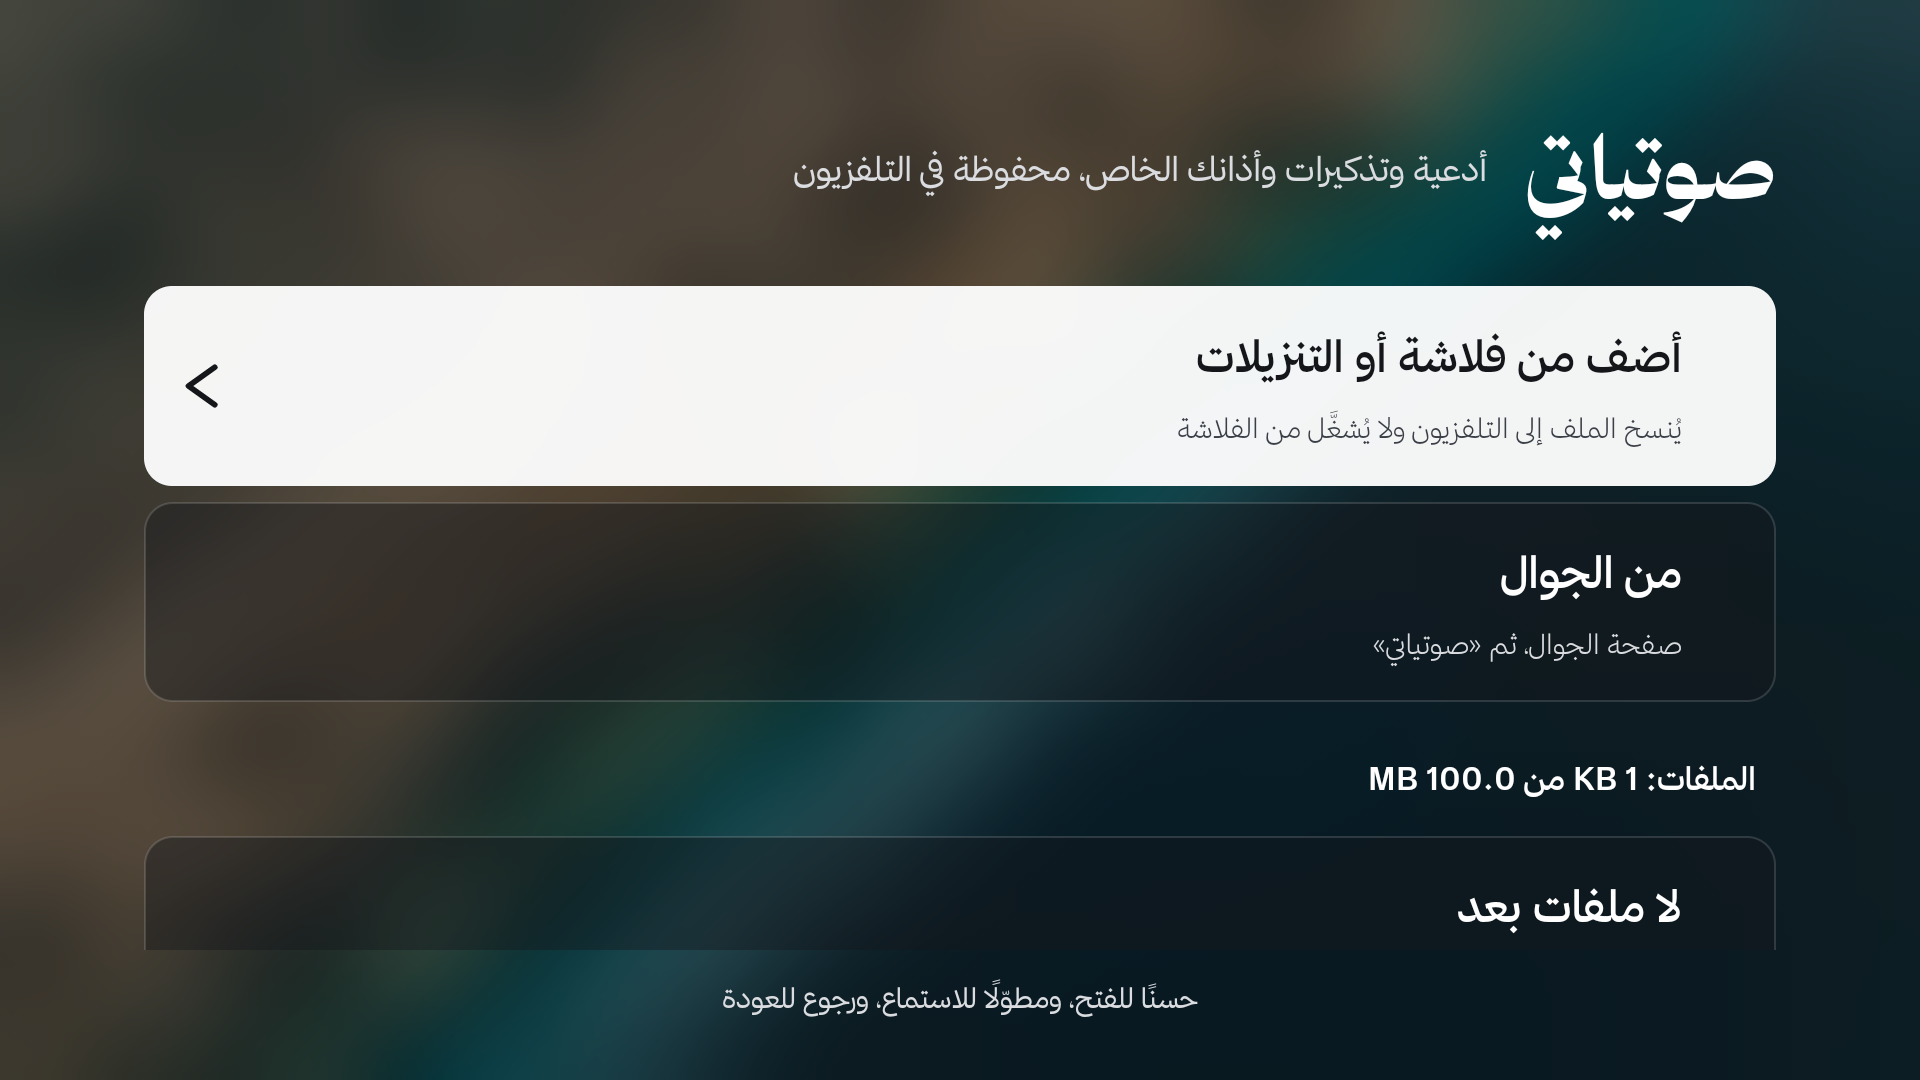 صوتياتي
أدعية وتذكيرات وأذانك الخاص، محفوظة في التلفزيون
أضف من فلاشة أو التنزيلات
يُنسخ الملف إلى التلفزيون ولا يُشغَّل من الفلاشة
من الجوال
صفحة الجوال، ثم «صوتياتي»
الملفات: 1 KB من 100.0 MB
لا ملفات بعد
حسنًا للفتح، ومطوّلًا للاستماع، ورجوع للعودة